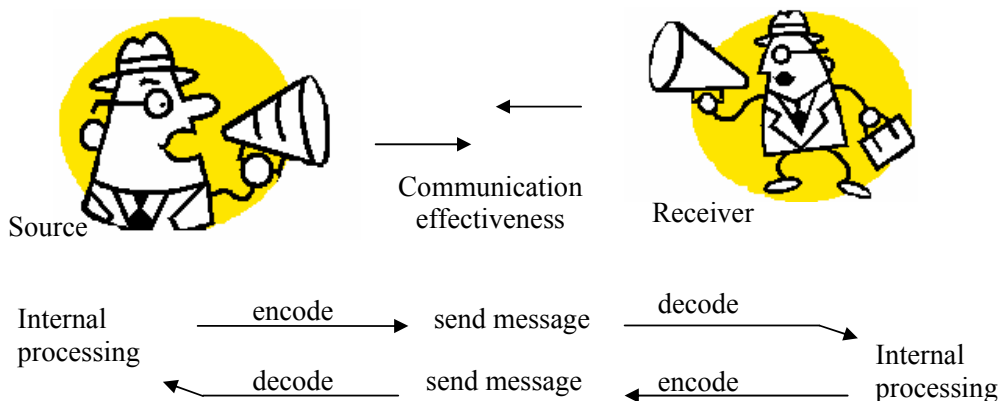 Communication
effectiveness
Source
Receiver
Internal
processing
encode
send message
decode
Internal
processing
decode
send message
encode